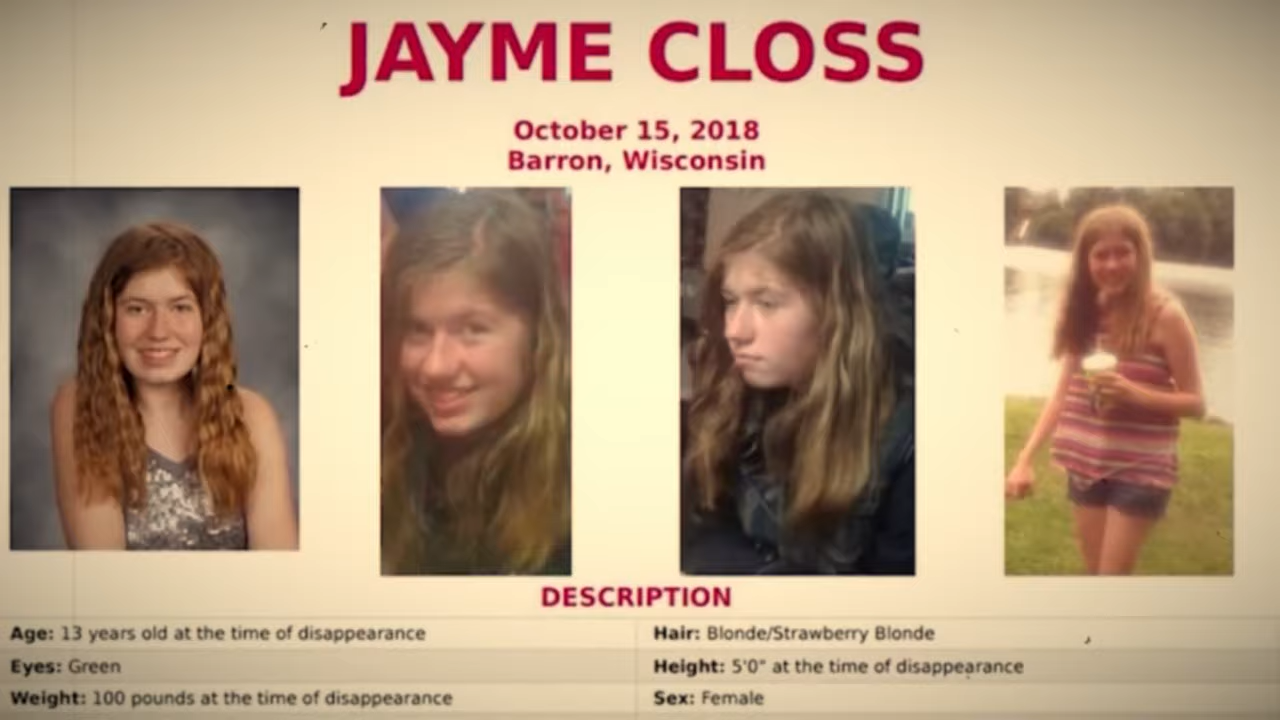 JAYME CLOSS
October 15, 2018
Barron, Wisconsin
DESCRIPTION
Age: 13 years old at the time of disappearance
Hair: Blonde/Strawberry Blonde
Eyes: Green
Height: 5'0" at the time of disappearance
Weight: 100 pounds at the time of disappearance
Sex: Female